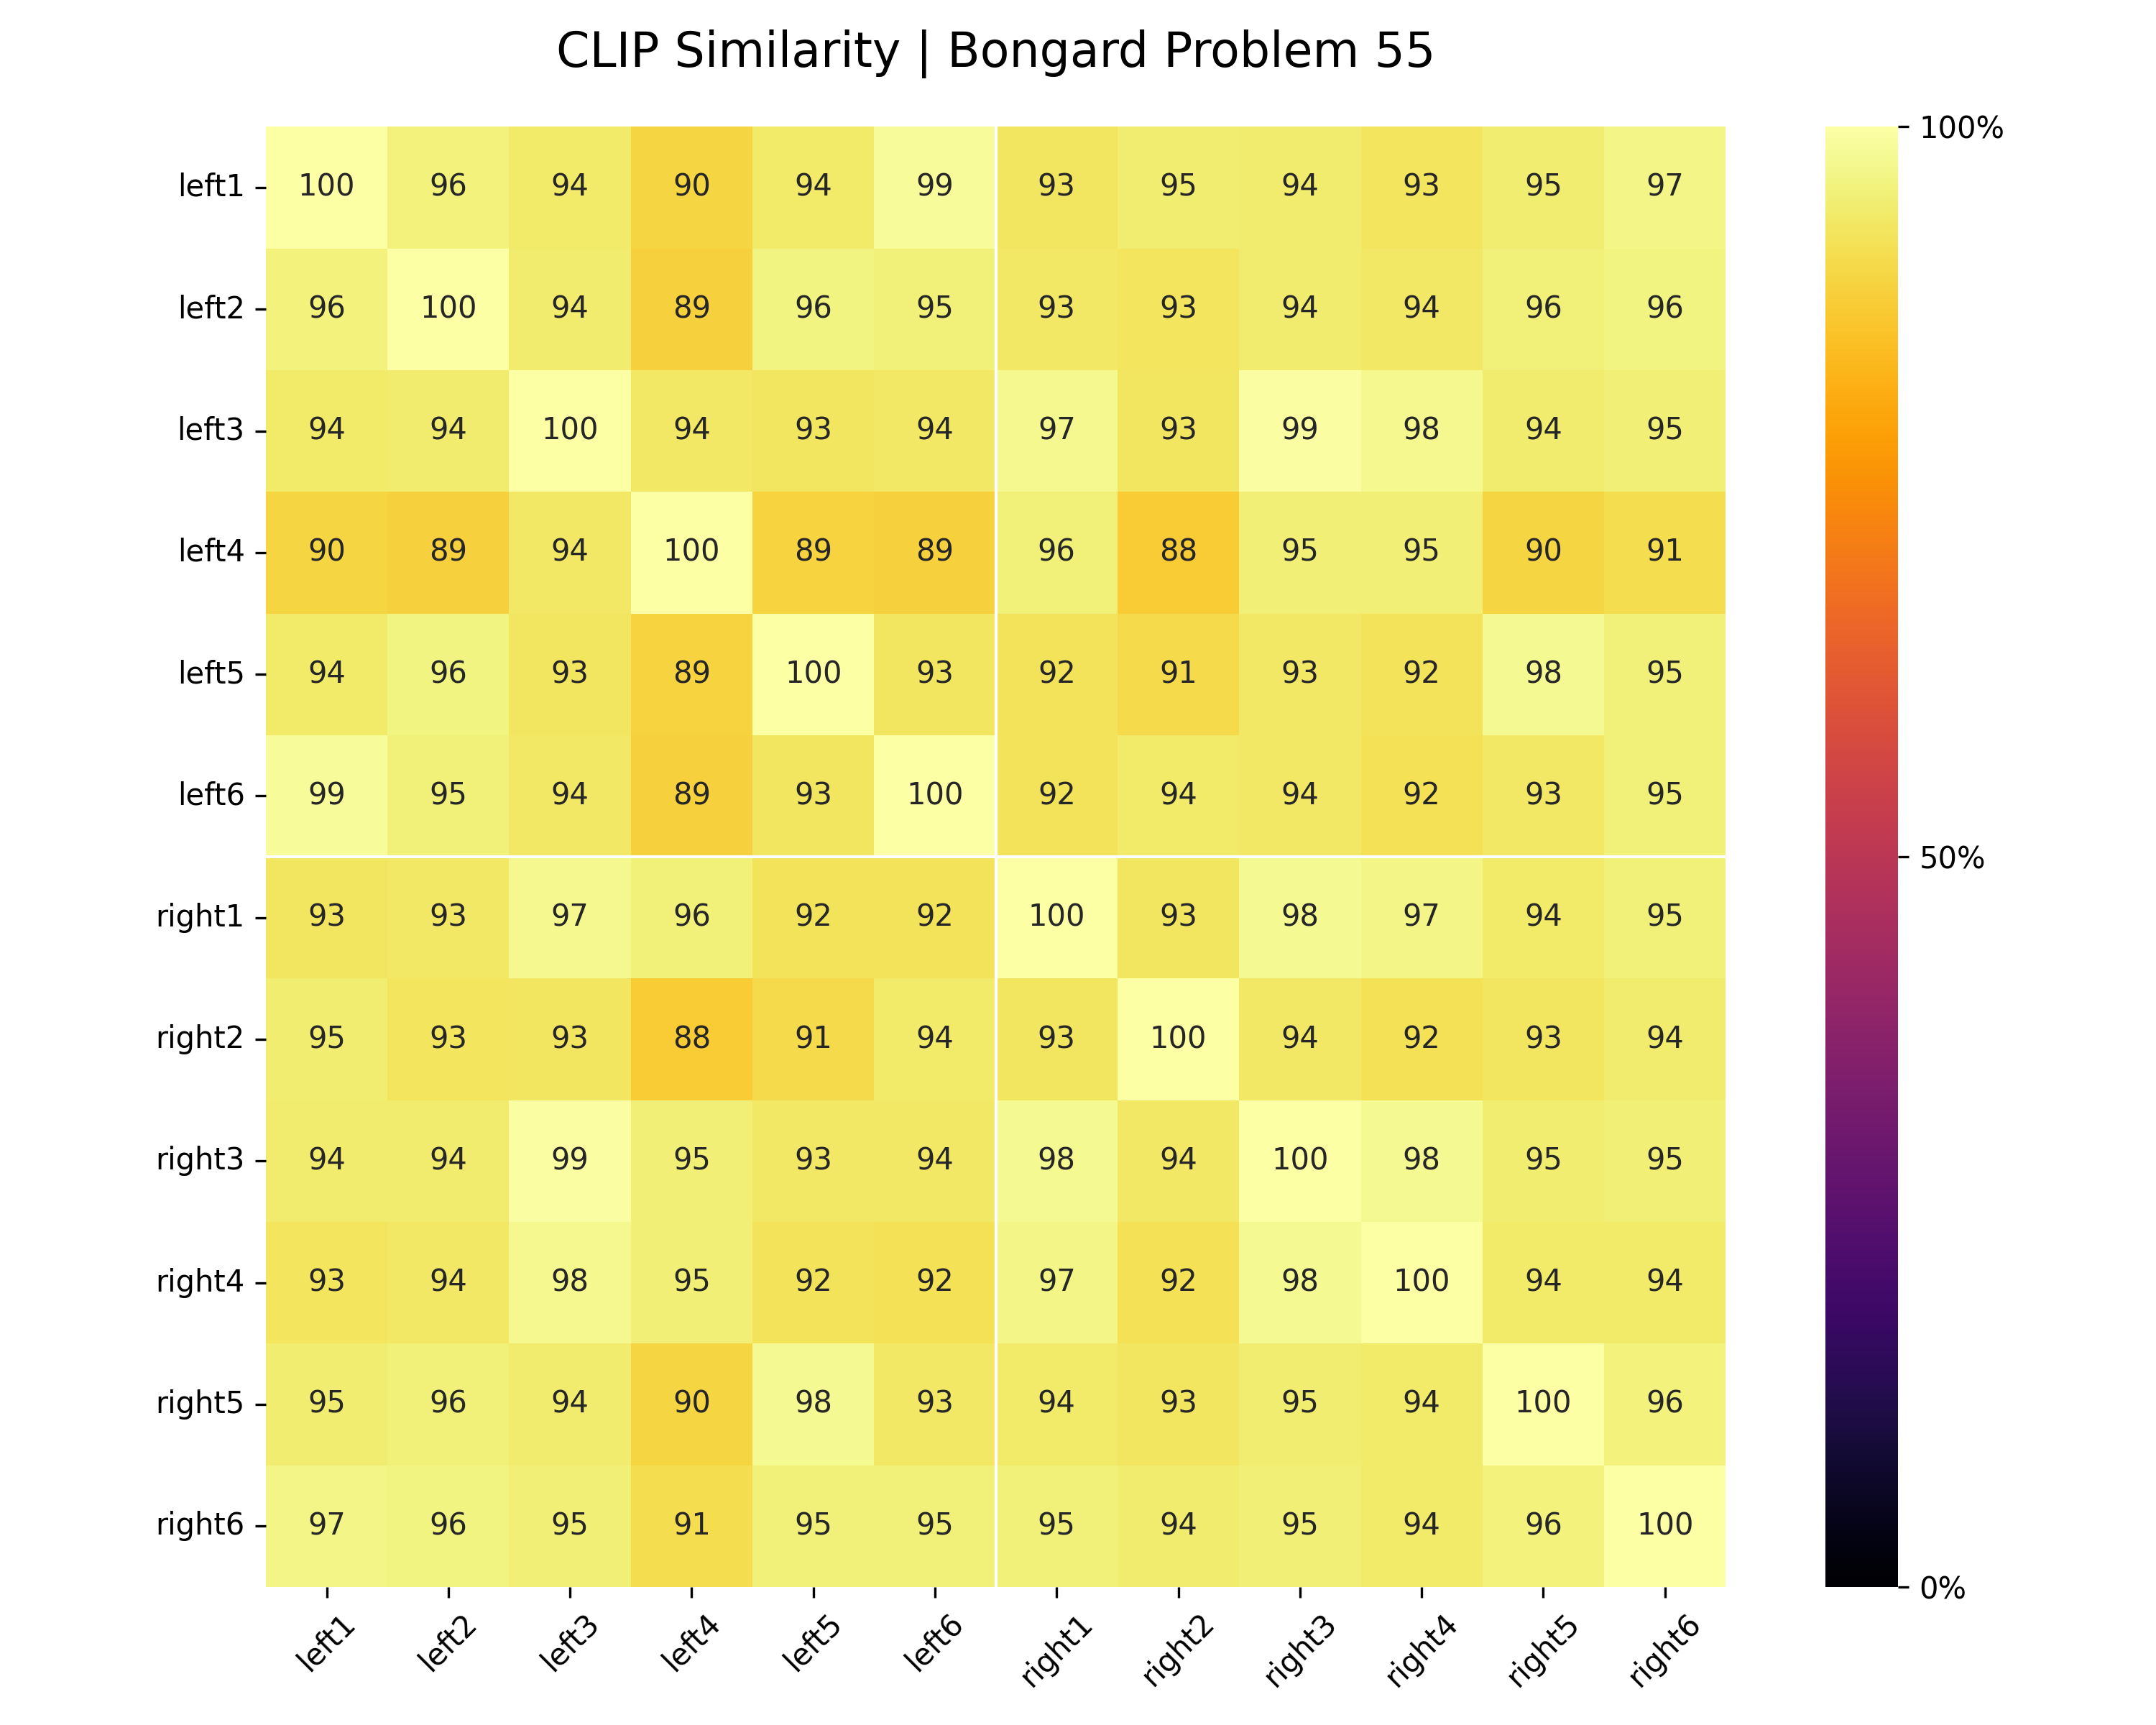 CLIP Similarity | Bongard Problem 55
left1 100 96 94 90 94 99 93 95 94 93 95 97
left2 96 100 94 89 96 95 93 93 94 94 96 96
left3 94 94 100 94 93 94 97 93 99 98 94 95
left4 90 89 94 100 89 89 96 88 95 95 90 91
left5 94 96 93 89 100 93 92 91 93 92 98 95
left6 99 95 94 89 93 100 92 94 94 92 93 95
right1 93 93 97 96 92 92 100 93 98 97 94 95
right2 95 93 93 88 91 94 93 100 94 92 93 94
right3 94 94 99 95 93 94 98 94 100 98 95 95
right4 93 94 98 95 92 92 97 92 98 100 94 94
right5 95 96 94 90 98 93 94 93 95 94 100 96
right6 97 96 95 91 95 95 95 94 95 94 96 100
left1 left2 left3 left4 left5 left6 right1 right2 right3 right4 right5 right6
100%
50%
0%